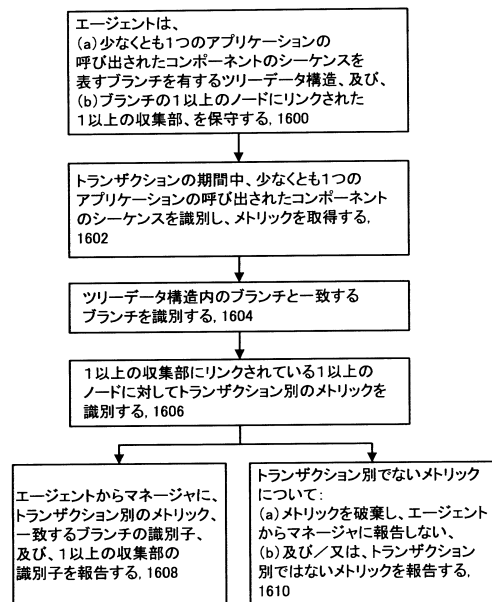 エージェントは、
(a)少なくとも1つのアプリケーションの
呼び出されたコンポーネントのシーケンスを
表すブランチを有するツリーデータ構造、及び、
(b)ブランチの1以上のノードにリンクされた
1以上の収集部、を保守する, 1600
トランザクションの期間中、少なくとも1つの
アプリケーションの呼び出されたコンポーネント
のシーケンスを識別し、メトリックを取得する,
1602
ツリーデータ構造内のブランチと一致する
ブランチを識別する, 1604
1以上の収集部にリンクされている1以上の
ノードに対してトランザクション別のメトリックを
識別する, 1606
エージェントからマネージャに、
トランザクション別のメトリック、
一致するブランチの識別子、
及び、1以上の収集部の
識別子を報告する, 1608
トランザクション別でないメトリック
について:
(a)メトリックを破棄し、エージェント
からマネージャに報告しない、
(b)及び/又は、トランザクション
別ではないメトリックを報告する,
1610